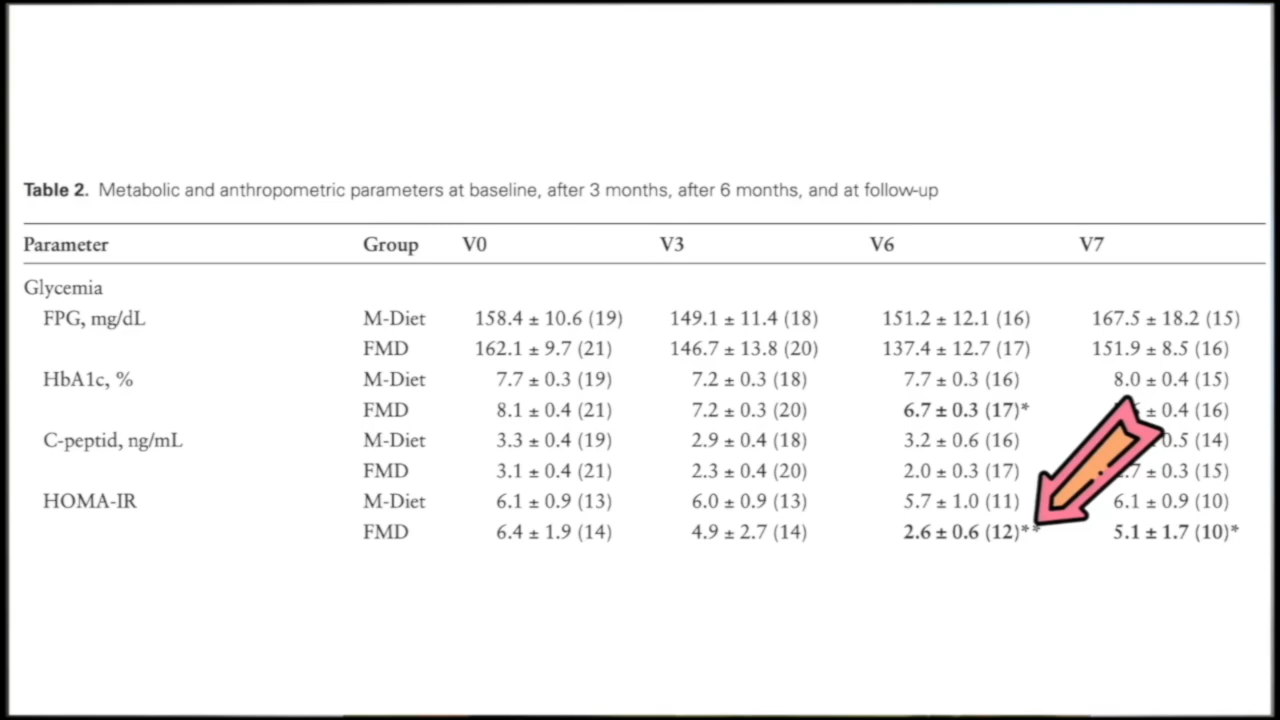 Table 2. Metabolic and anthropometric parameters at baseline, after 3 months, after 6 months, and at follow-up
Parameter Group V0 V3 V6 V7
Glycemia
FPG, mg/dL M-Diet 158.4 ± 10.6 (19) 149.1 ± 11.4 (18) 151.2 ± 12.1 (16) 167.5 ± 18.2 (15)
FMD 162.1 ± 9.7 (21) 146.7 ± 13.8 (20) 137.4 ± 12.7 (17) 151.9 ± 8.5 (16)
HbA1c, % M-Diet 7.7 ± 0.3 (19) 7.2 ± 0.3 (18) 7.7 ± 0.3 (16) 8.0 ± 0.4 (15)
FMD 8.1 ± 0.4 (21) 7.2 ± 0.3 (20) 6.7 ± 0.3 (17)* ± 0.4 (16)
C-peptid, ng/mL M-Diet 3.3 ± 0.4 (19) 2.9 ± 0.4 (18) 3.2 ± 0.6 (16) 0.5 (14)
FMD 3.1 ± 0.4 (21) 2.3 ± 0.4 (20) 2.0 ± 0.3 (17) .7 ± 0.3 (15)
HOMA-IR M-Diet 6.1 ± 0.9 (13) 6.0 ± 0.9 (13) 5.7 ± 1.0 (11) 6.1 ± 0.9 (10)
FMD 6.4 ± 1.9 (14) 4.9 ± 2.7 (14) 2.6 ± 0.6 (12)** 5.1 ± 1.7 (10)*